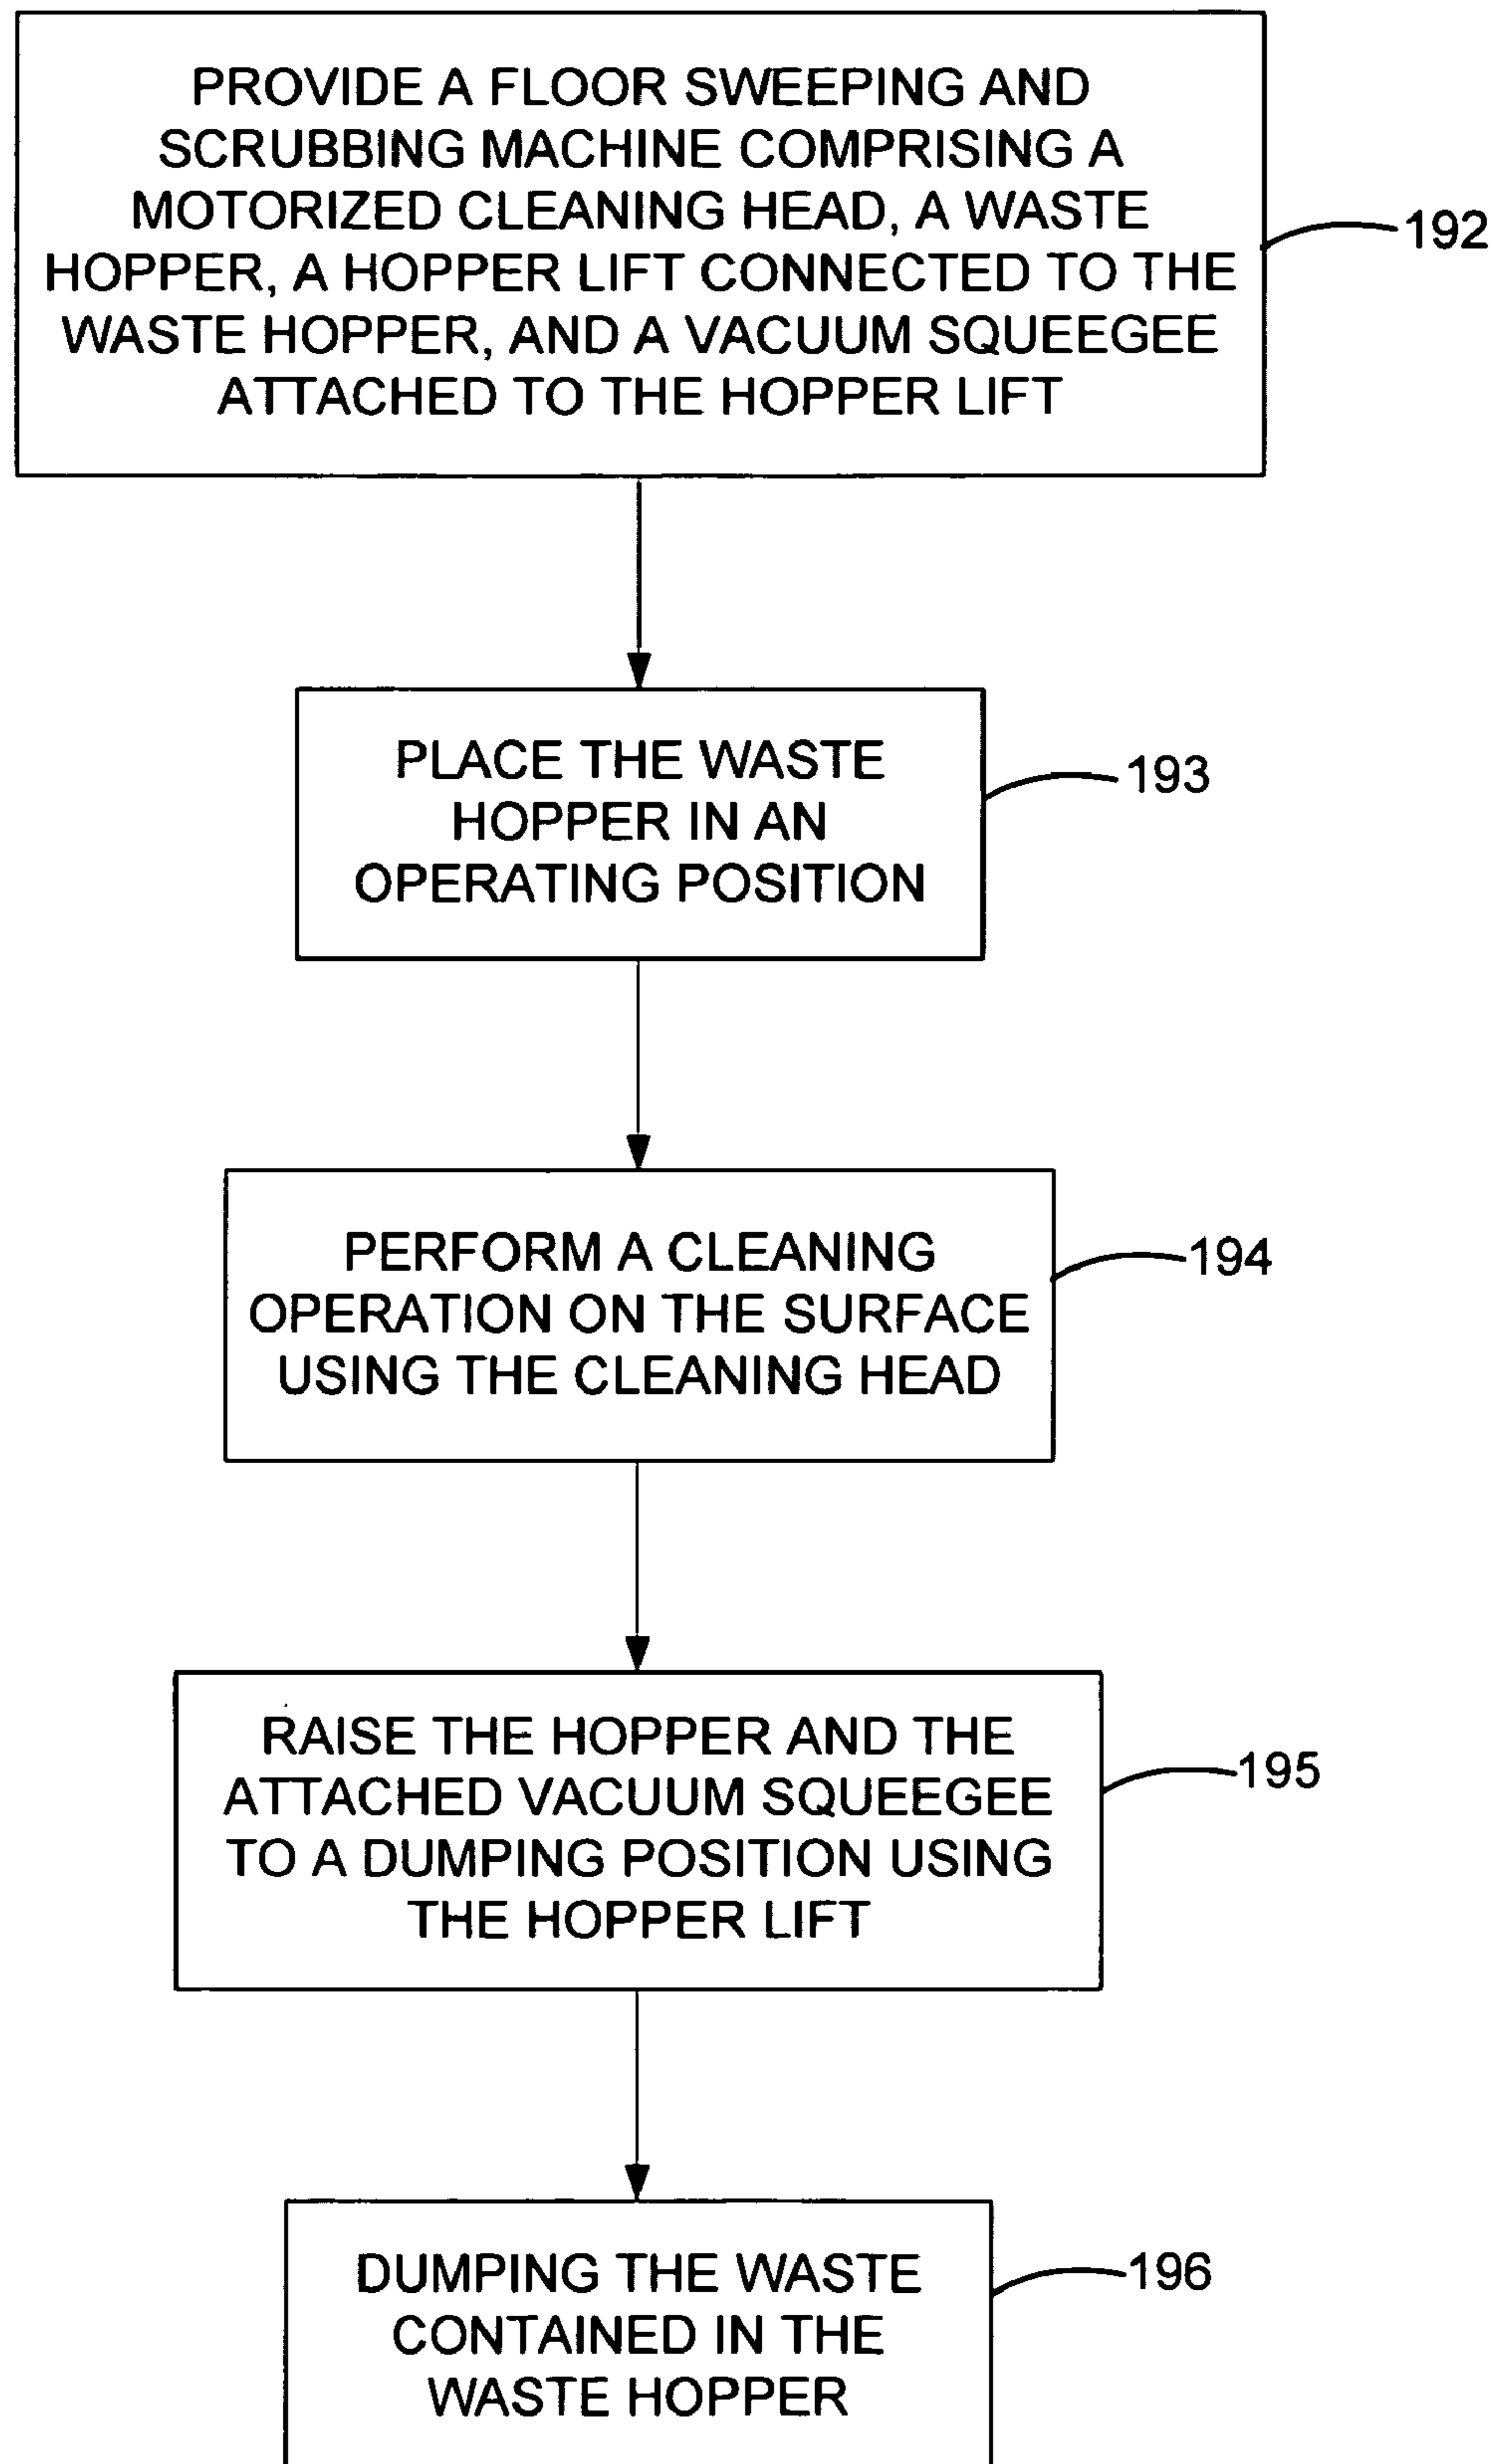 PROVIDE A FLOOR SWEEPING AND
SCRUBBING MACHINE COMPRISING A
MOTORIZED CLEANING HEAD, A WASTE
HOPPER, A HOPPER LIFT CONNECTED TO THE
WASTE HOPPER, AND A VACUUM SQUEEGEE
ATTACHED TO THE HOPPER LIFT
192
PLACE THE WASTE
HOPPER IN AN
OPERATING POSITION
193
PERFORM A CLEANING
OPERATION ON THE SURFACE
USING THE CLEANING HEAD
194
RAISE THE HOPPER AND THE
ATTACHED VACUUM SQUEEGEE
TO A DUMPING POSITION USING
THE HOPPER LIFT
195
DUMPING THE WASTE
CONTAINED IN THE
WASTE HOPPER
196